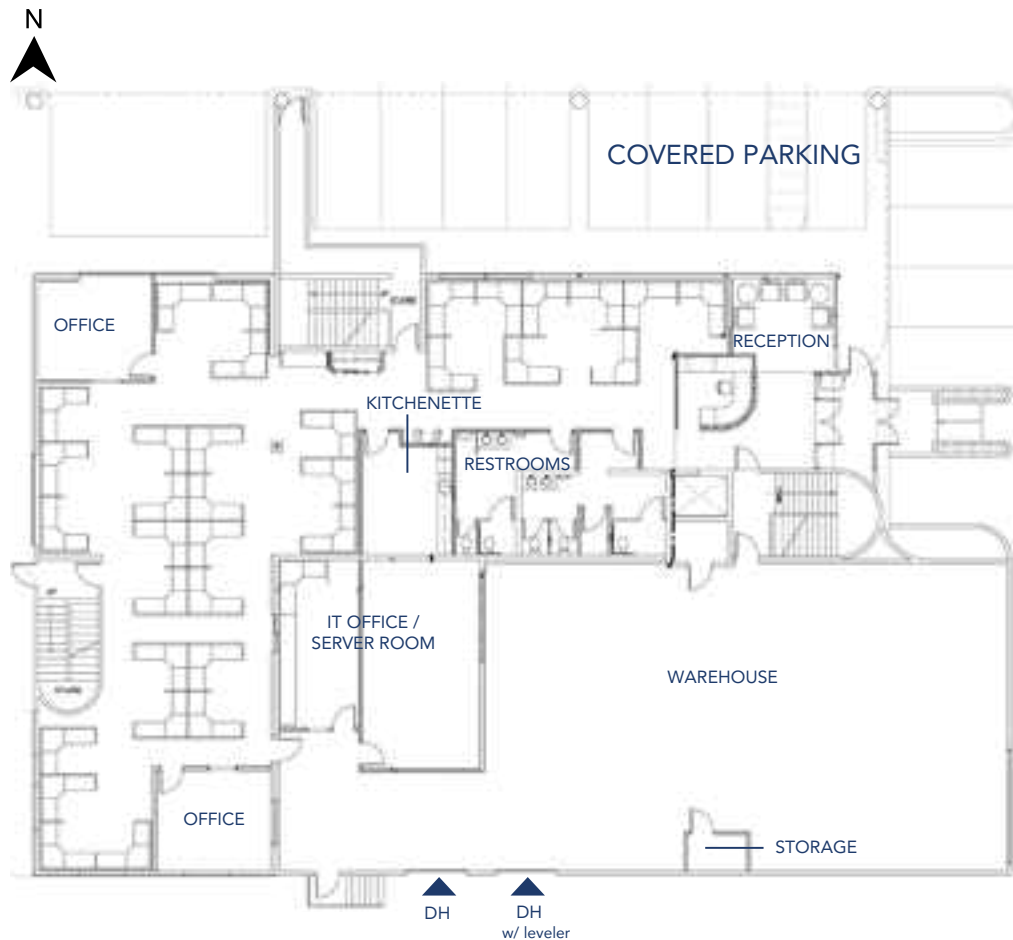 N
COVERED PARKING
OFFICE
RECEPTION
KITCHENETTE
RESTROOMS
IT OFFICE /
SERVER ROOM
WAREHOUSE
OFFICE
STORAGE
DH
DH
w/ leveler